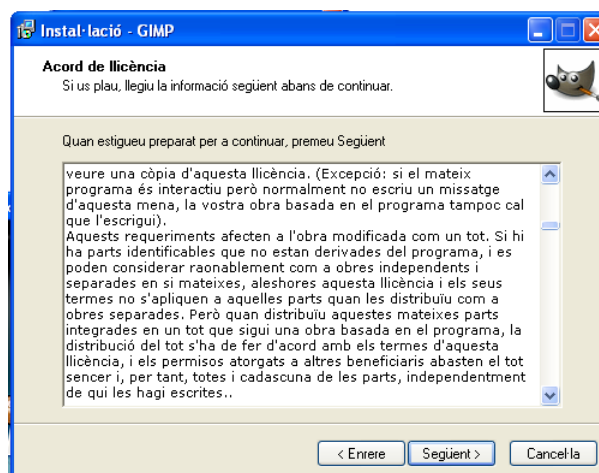 Instal·lació - GIMP
Acord de llicència
Si us plau, llegiu la informació següent abans de continuar.
Quan estigueu preparat per a continuar, premeu Següent
veure una còpia d'aquesta llicència. (Excepció: si el mateix
programa és interactiu però normalment no escriu un missatge
d'aquesta mena, la vostra obra basada en el programa tampoc cal
que l'escrigui).
Aquests requeriments afecten a l'obra modificada com un tot. Si hi
ha parts identificables que no estan derivades del programa, i es
poden considerar raonablement com a obres independents i
separades en si mateixes, aleshores aquesta llicència i els seus
termes no s'apliquen a aquelles parts quan les distribuïu com a
obres separades. Però quan distribuïu aquestes mateixes parts
integrades en un tot que sigui una obra basada en el programa, la
distribució del tot s'ha de fer d'acord amb els termes d'aquesta
llicència, i els permisos atorgats a altres beneficiaris abasten el tot
sencer i, per tant, totes i cadascuna de les parts, independentment
de qui les hagi escrites..
< Enrere Següent > Cancel·la